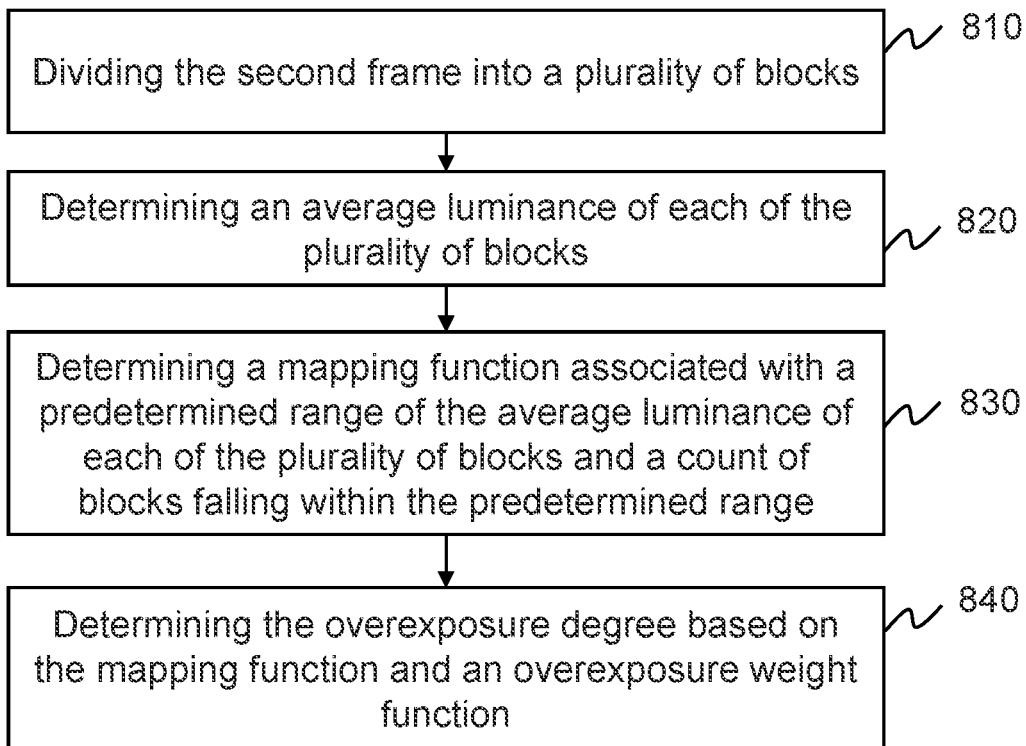 810
Dividing the second frame into a plurality of blocks
Determining an average luminance of each of the
plurality of blocks
820
Determining a mapping function associated with a
predetermined range of the average luminance of
each of the plurality of blocks and a count of
blocks falling within the predetermined range
830
Determining the overexposure degree based on
the mapping function and an overexposure weight
function
840